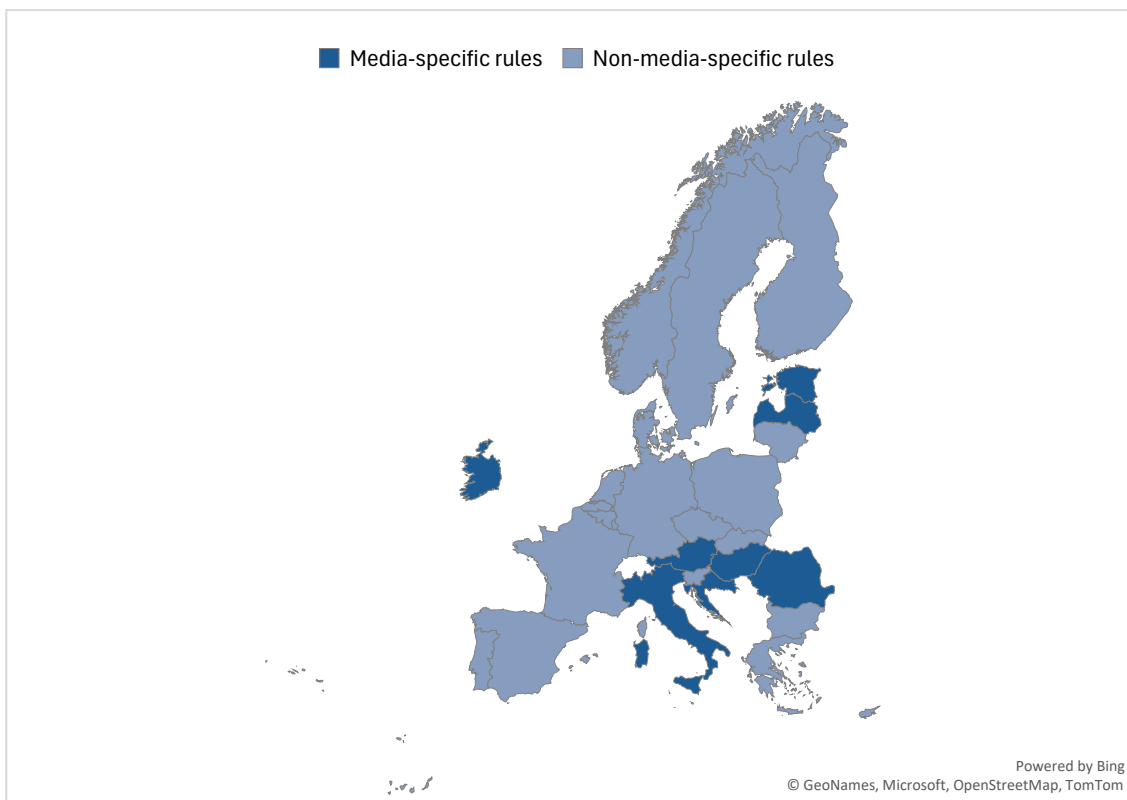 Media-specific rules Non-media-specific rules
Powered by Bing
© GeoNames, Microsoft, OpenStreetMap, TomTom